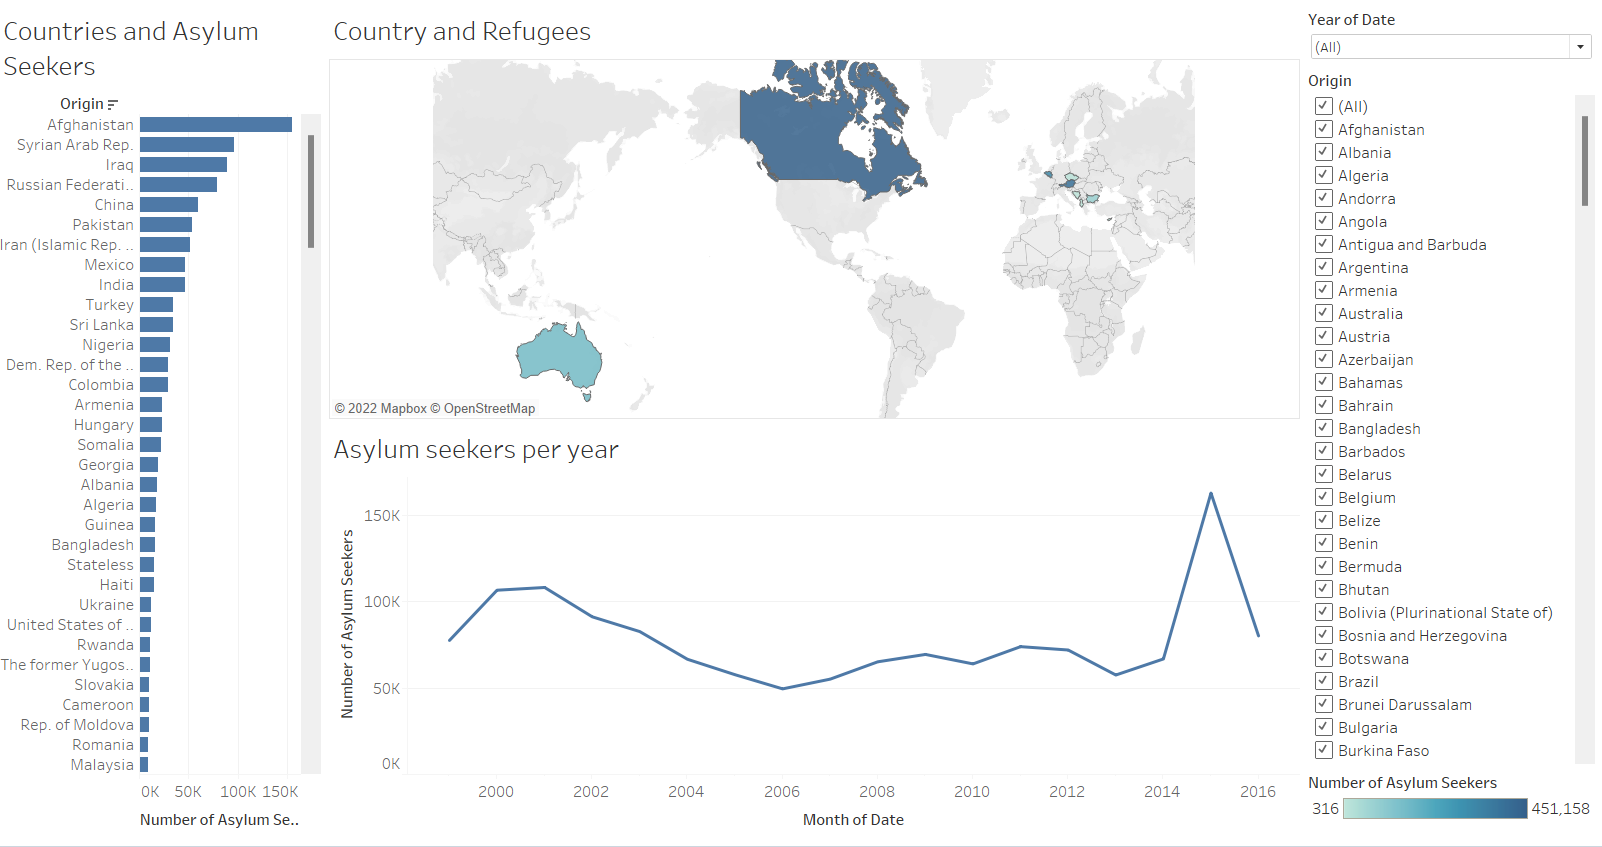 Countries and Asylum
Seekers
Origin
Afghanistan
Syrian Arab Rep.
Iraq
Russian Federati..
China
Pakistan
Iran (Islamic Rep. ..
Mexico
India
Turkey
Sri Lanka
Nigeria
Dem. Rep. of the ..
Colombia
Armenia
Hungary
Somalia
Georgia
Albania
Algeria
Guinea
Bangladesh
Stateless
Haiti
Ukraine
United States of ..
Rwanda
The former Yugos..
Slovakia
Cameroon
Rep. of Moldova
Romania
Malaysia
0K 50K 100K 150K
Number of Asylum Se..
Country and Refugees
© 2022 Mapbox © OpenStreetMap
Asylum seekers per year
Number of Asylum Seekers
150K
100K
50K
0K
2000 2002 2004 2006 2008 2010 2012 2014 2016
Month of Date
Year of Date
(All)
Origin
(All)
Afghanistan
Albania
Algeria
Andorra
Angola
Antigua and Barbuda
Argentina
Armenia
Australia
Austria
Azerbaijan
Bahamas
Bahrain
Bangladesh
Barbados
Belarus
Belgium
Belize
Benin
Bermuda
Bhutan
Bolivia (Plurinational State of)
Bosnia and Herzegovina
Botswana
Brazil
Brunei Darussalam
Bulgaria
Burkina Faso
Number of Asylum Seekers
316 451,158